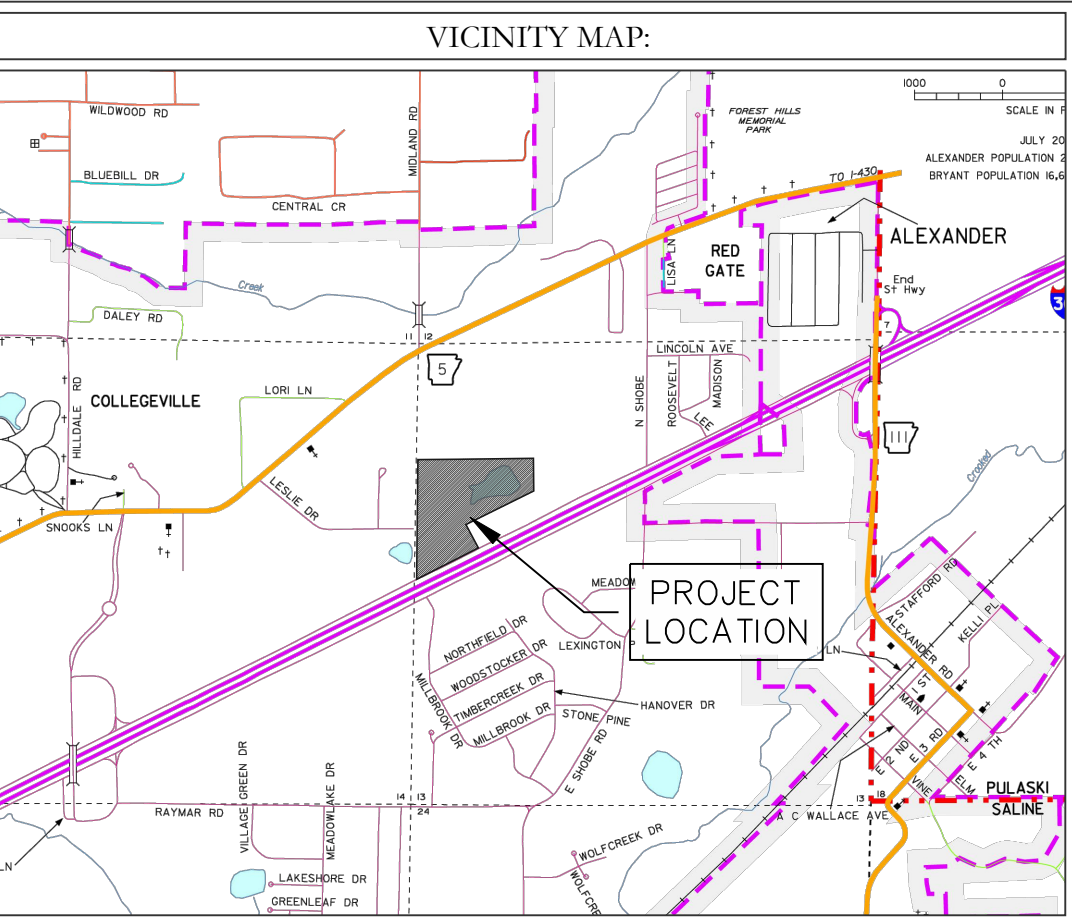 VICINITY MAP:
WILDWOOD RD
BLUEBILL DR
CENTRAL CR
MIDLAND RD
FOREST HILLS
MEMORIAL
PARK
1000 0
SCALE IN F
JULY 20
ALEXANDER POPULATION 2
BRYANT POPULATION 16,6
TO I-430
ALEXANDER
RED
GATE
LISA LN
End
St Hwy
Creek
DALEY RD
11 12
7
5
3
LINCOLN AVE
N SHOBE
ROOSEVELT
MADISON
LEE
LORI LN
COLLEGEVILLE
HILLDALE RD
111
LESLIE DR
SNOOKS LN
Crooked
PROJECT
LOCATION
MEADOW
LEXINGTON P
NORTHFIELD DR
WOODSTOCKER DR
TIMBERCREEK DR
MILLBROOK DR
MILLBROOK DR
HANOVER DR
STONE PINE
E SHOBE RD
STAFFORD RD
ALEXANDER RD
KELLI PL
LN
1 ST
MAIN
E 2 ND
E 3 RD
E 4 TH
ELM
VINE
PULASKI
SALINE
14 13
24
13 18
A C WALLACE AVE
RAYMAR RD
VILLAGE GREEN DR
MEADOWLAKE DR
LN
LAKESHORE DR
GREENLEAF DR
WOLFCREEK DR
WOLFCRE